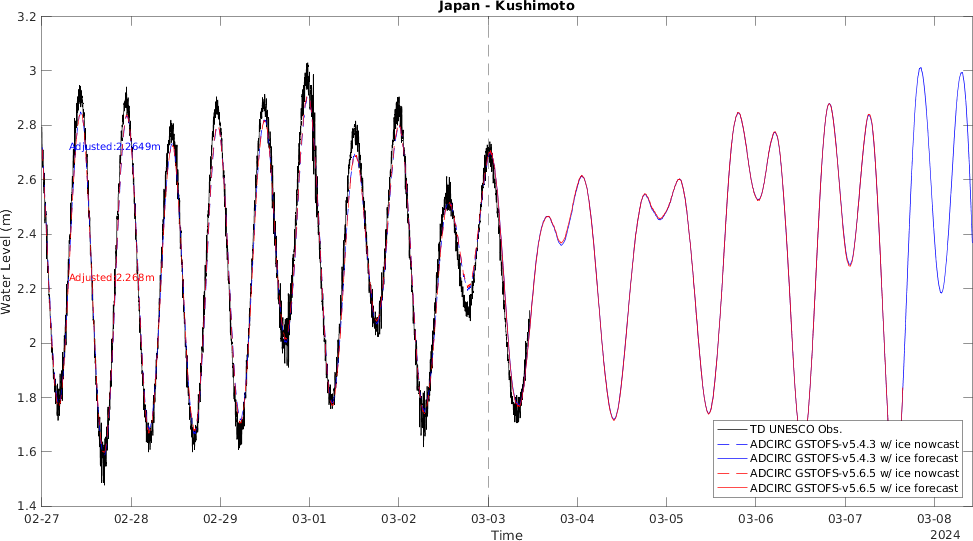 Japan - Kushimoto
3.2
3
2.8
2.6
2.4
2.2
2
1.8
1.6
1.4
Water Level (m)
Adjusted:2.2649m
Adjusted:2.268m
TD UNESCO Obs.
ADCIRC GSTOFS-v5.4.3 w/ ice nowcast
ADCIRC GSTOFS-v5.4.3 w/ ice forecast
ADCIRC GSTOFS-v5.6.5 w/ ice nowcast
ADCIRC GSTOFS-v5.6.5 w/ ice forecast
02-27 02-28 02-29 03-01 03-02 03-03 03-04 03-05 03-06 03-07 03-08
Time
2024